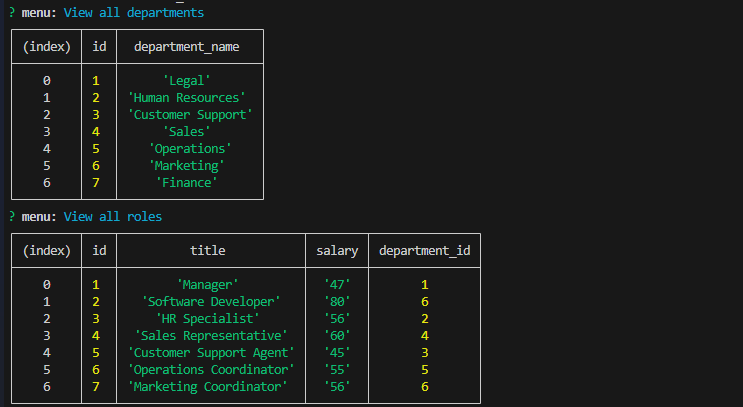 ? menu: View all departments
(index) id department_name
0 1 'Legal'
1 2 'Human Resources'
2 3 'Customer Support'
3 4 'Sales'
4 5 'Operations'
5 6 'Marketing'
6 7 'Finance'
? menu: View all roles
(index) id title salary department_id
0 1 'Manager' '47' 1
1 2 'Software Developer' '80' 6
2 3 'HR Specialist' '56' 2
3 4 'Sales Representative' '60' 4
4 5 'Customer Support Agent' '45' 3
5 6 'Operations Coordinator' '55' 5
6 7 'Marketing Coordinator' '56' 6